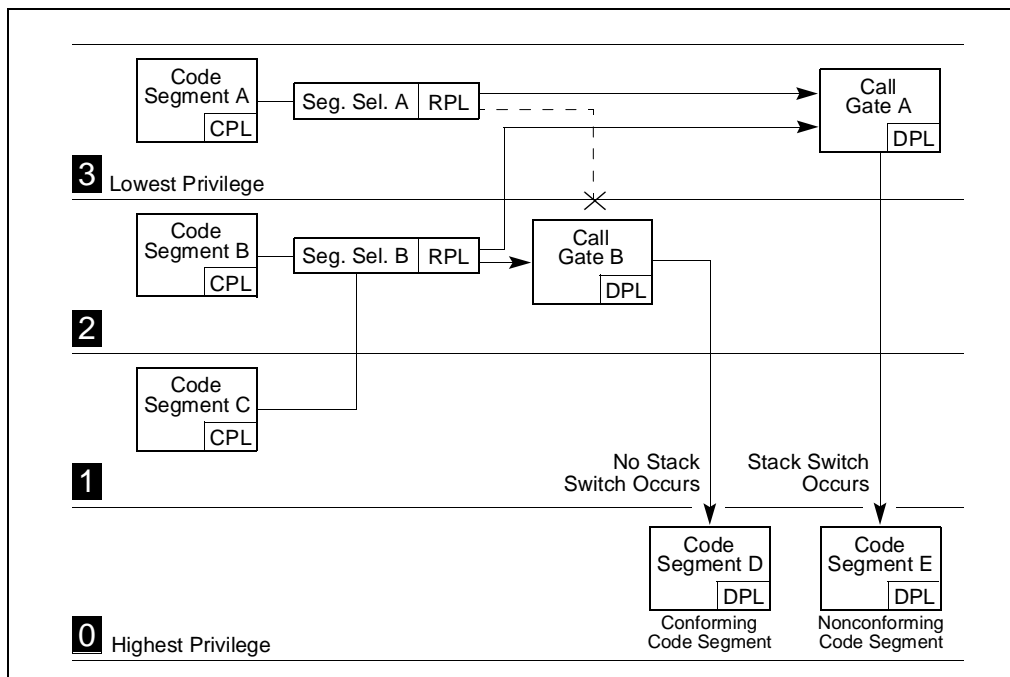 Code
Segment A
CPL
Seg. Sel. A
RPL
Call
Gate A
DPL
3
Lowest Privilege
Code
Segment B
CPL
Seg. Sel. B
RPL
Call
Gate B
DPL
2
Code
Segment C
CPL
1
No Stack
Switch Occurs
Stack Switch
Occurs
Code
Segment D
DPL
Conforming
Code Segment
Code
Segment E
DPL
Nonconforming
Code Segment
0
Highest Privilege